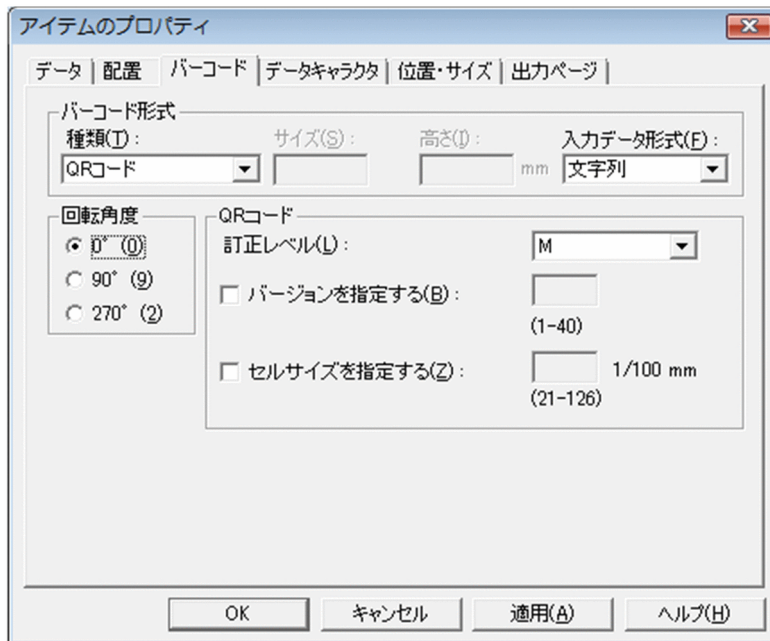 アイテムのプロパティ
データ 配置 バーコード データキャラクタ 位置・サイズ 出力ページ
バーコード形式
種類(T): サイズ(S): 高さ(I): 入力データ形式(F):
QRコード mm 文字列
回転角度 QRコード
0° (0) 訂正レベル(L): M
90° (9) バージョンを指定する(B):
270° (2) (1-40)
セルサイズを指定する(Z): 1/100 mm
(21-126)
OK キャンセル 適用(A) ヘルプ(H)